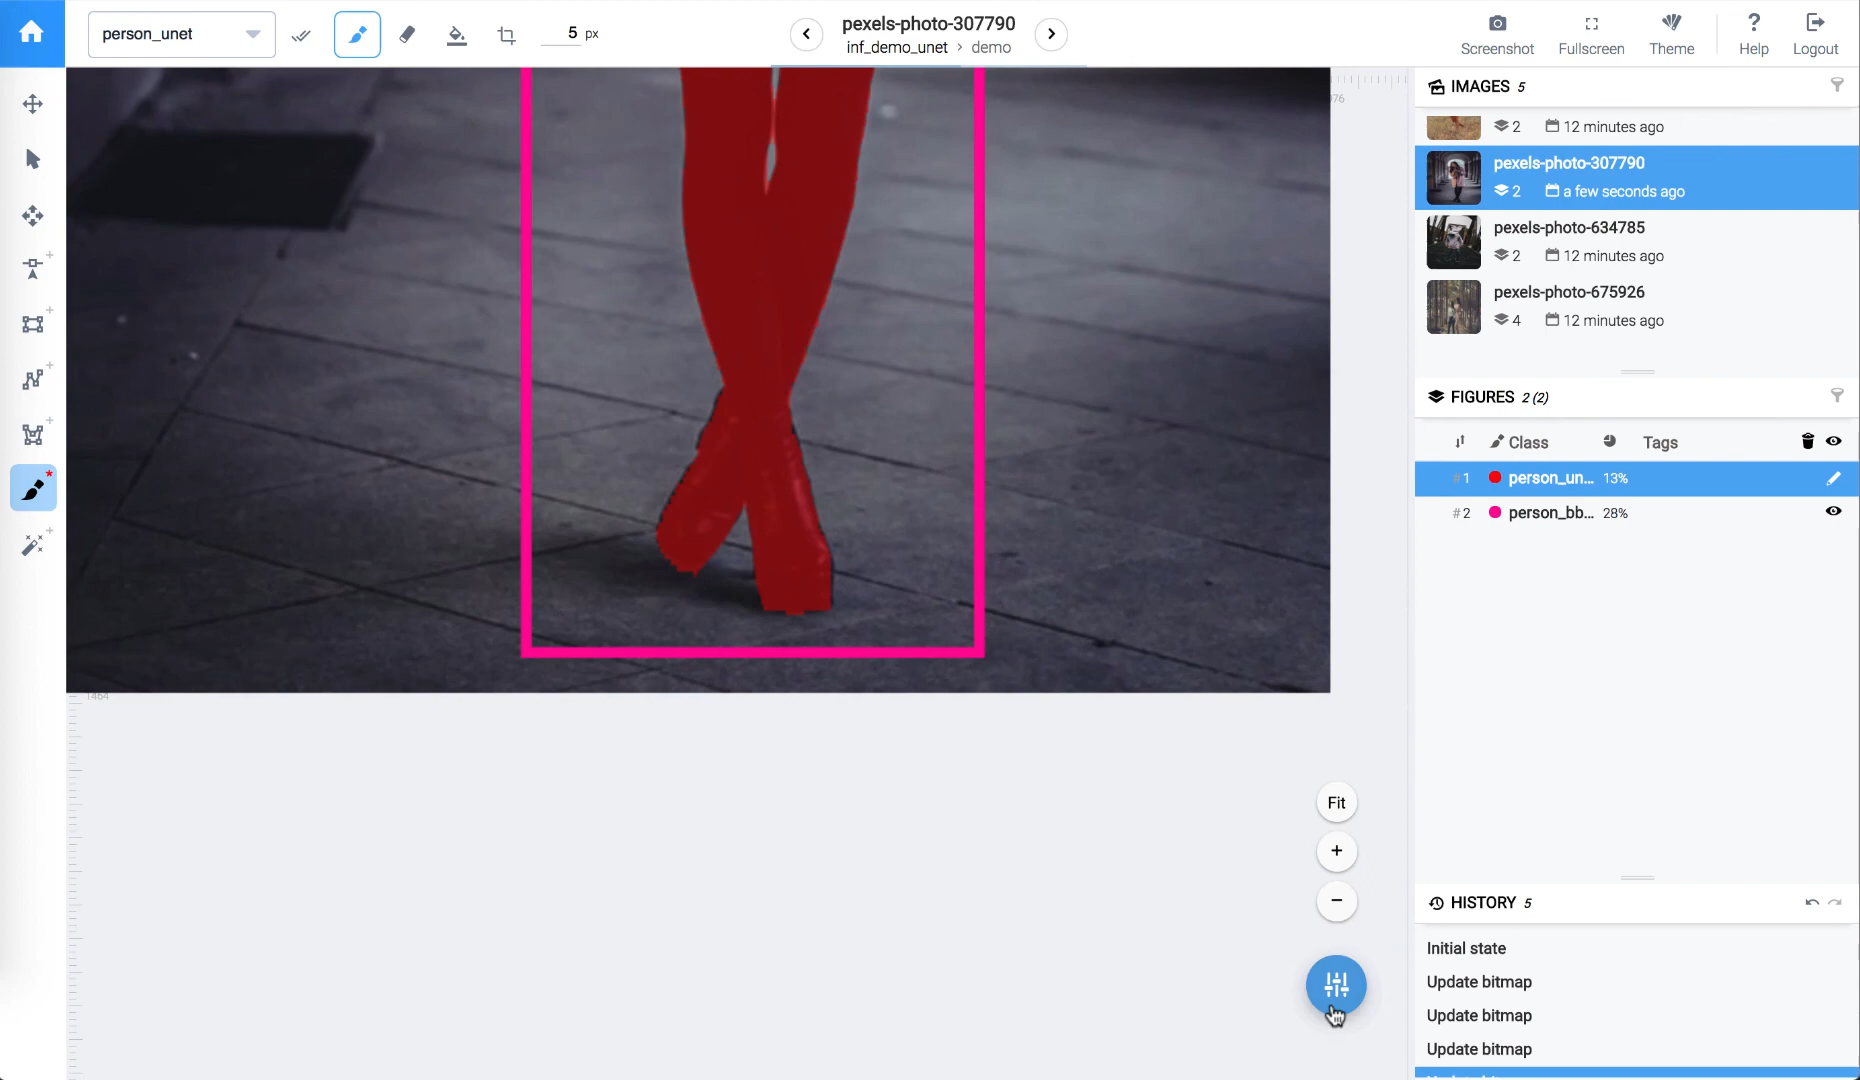 person_unet
5 px
pexels-photo-307790
inf_demo_unet › demo
Screenshot
Fullscreen
Theme
Help
Logout
IMAGES 5
2 12 minutes ago
pexels-photo-307790
2 a few seconds ago
pexels-photo-634785
2 12 minutes ago
pexels-photo-675926
4 12 minutes ago
FIGURES 2 (2)
Class Tags
#1 person_un... 13%
#2 person_bb... 28%
1464
Fit
HISTORY 5
Initial state
Update bitmap
Update bitmap
Update bitmap